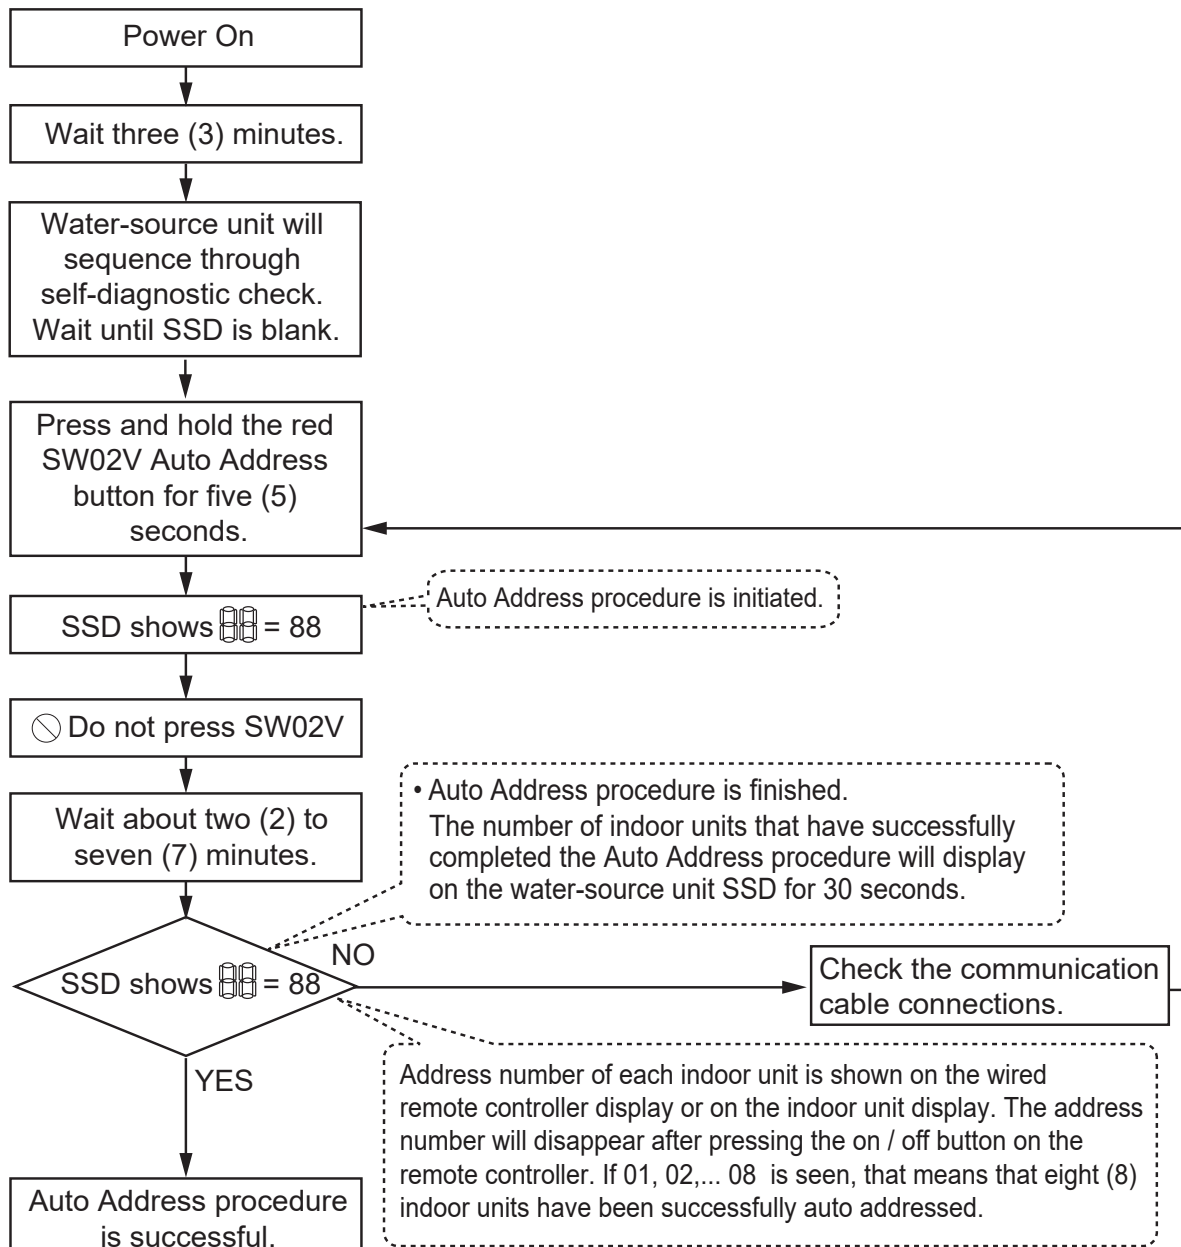 Power On
Wait three (3) minutes.
Water-source unit will
sequence through
self-diagnostic check.
Wait until SSD is blank.
Press and hold the red
SW02V Auto Address
button for five (5)
seconds.
SSD shows 88 = 88
Auto Address procedure is initiated.
Do not press SW02V
Wait about two (2) to
seven (7) minutes.
• Auto Address procedure is finished.
The number of indoor units that have successfully
completed the Auto Address procedure will display
on the water-source unit SSD for 30 seconds.
SSD shows 88 = 88
NO
Check the communication
cable connections.
YES
Address number of each indoor unit is shown on the wired
remote controller display or on the indoor unit display. The address
number will disappear after pressing the on / off button on the
remote controller. If 01, 02,... 08 is seen, that means that eight (8)
indoor units have been successfully auto addressed.
Auto Address procedure
is successful.